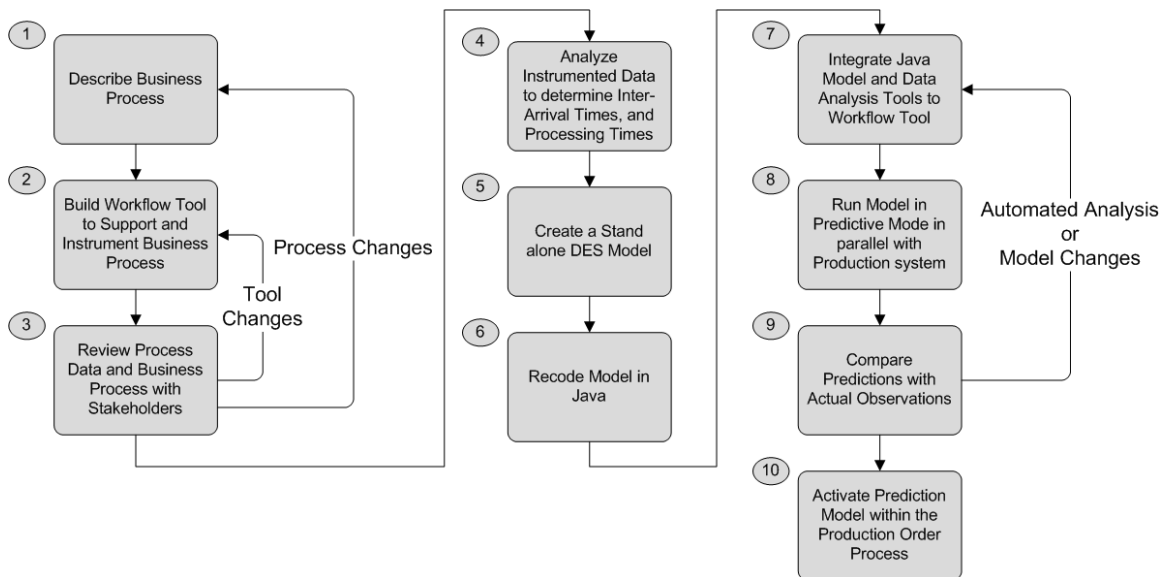 1
Describe Business
Process
2
Build Workflow Tool
to Support and
Instrument Business
Process
3
Review Process
Data and Business
Process with
Stakeholders
Tool
Changes
Process Changes
4
Analyze
Instrumented Data
to determine Inter-
Arrival Times, and
Processing Times
5
Create a Stand
alone DES Model
6
Recode Model in
Java
7
Integrate Java
Model and Data
Analysis Tools to
Workflow Tool
8
Run Model in
Predictive Mode in
parallel with
Production system
9
Compare
Predictions with
Actual Observations
Automated Analysis
or
Model Changes
10
Activate Prediction
Model within the
Production Order
Process